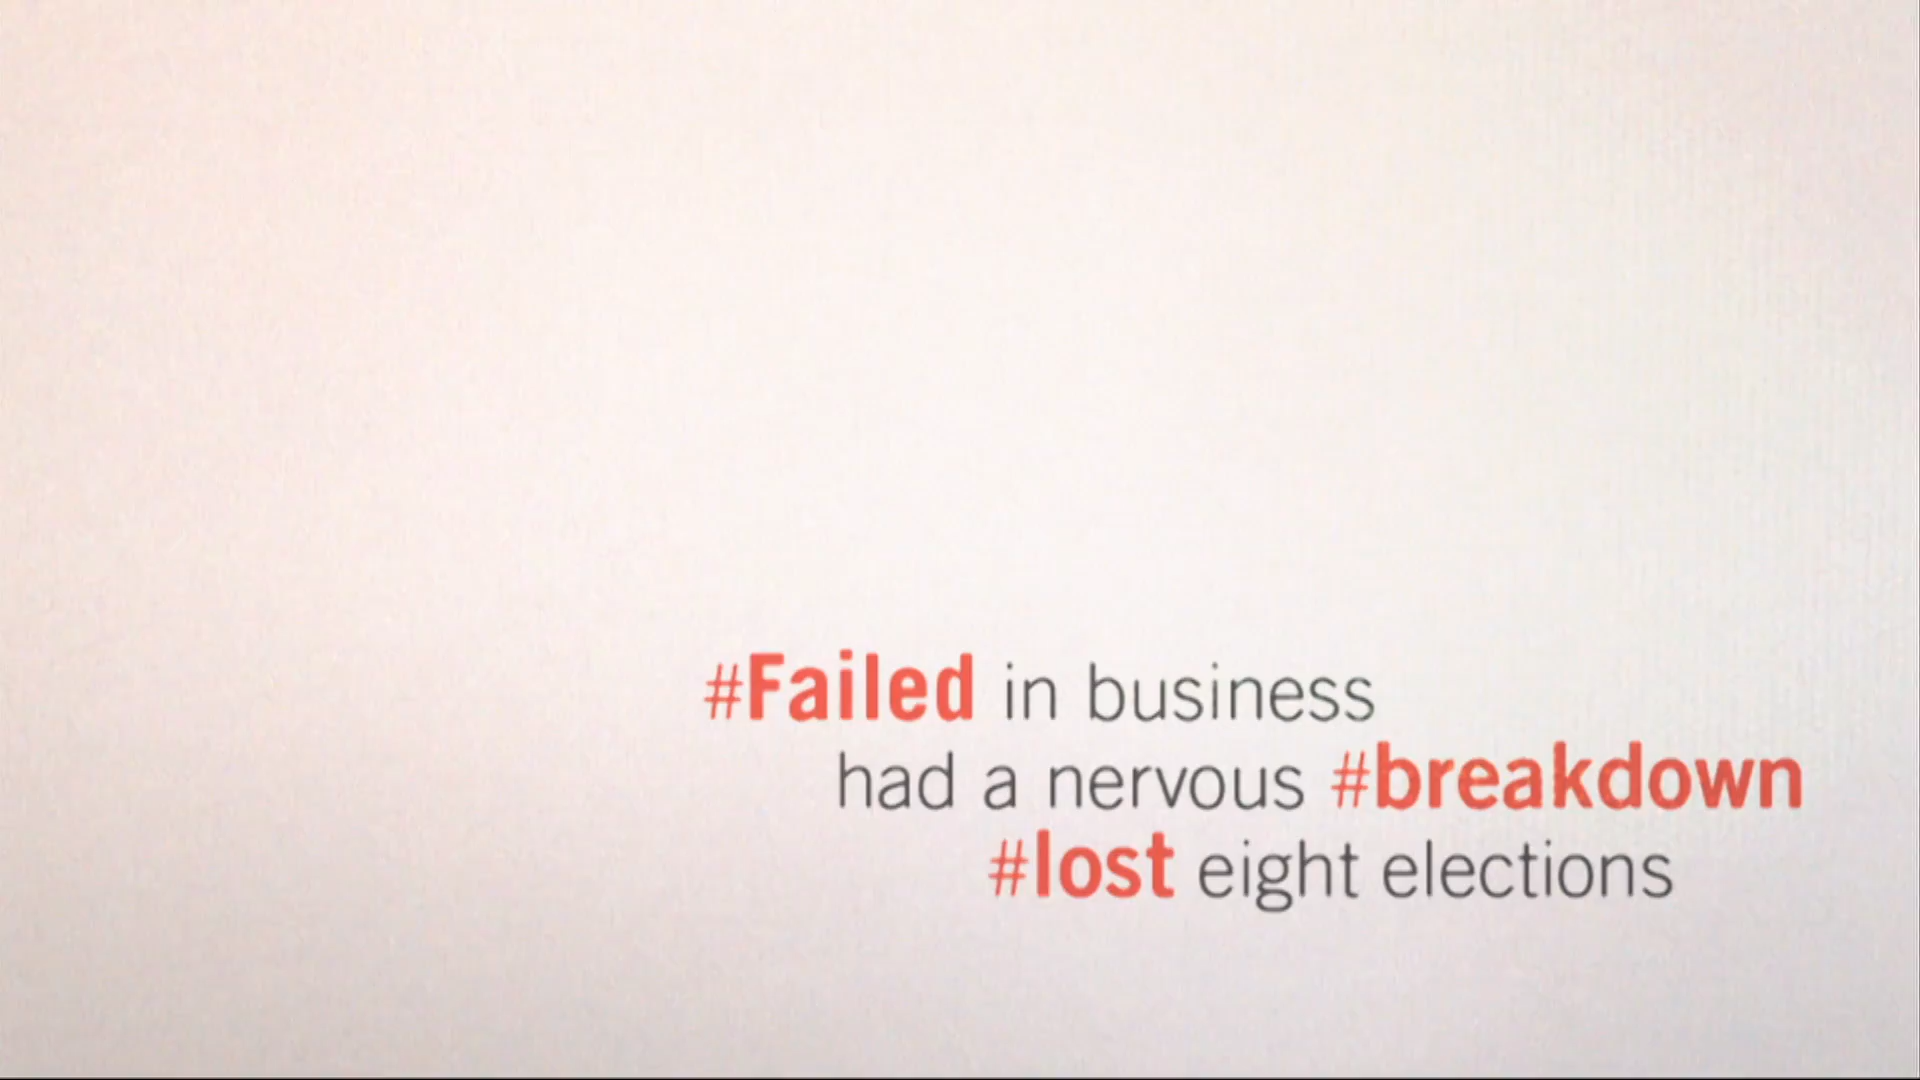 #Failed in business
had a nervous #breakdown
#lost eight elections